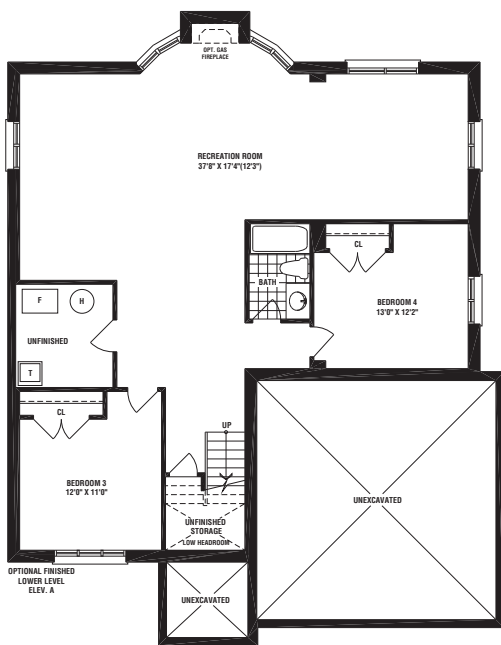 OPT. GAS
FIREPLACE
RECREATION ROOM
37'8" X 17'4"(12'3")
CL
BATH
BEDROOM 4
13'0" X 12'2"
F
H
UNFINISHED
T
CL
UP
BEDROOM 3
12'0" X 11'0"
UNFINISHED
STORAGE
LOW HEADROOM
UNEXCAVATED
OPTIONAL FINISHED
LOWER LEVEL
ELEV. A
UNEXCAVATED